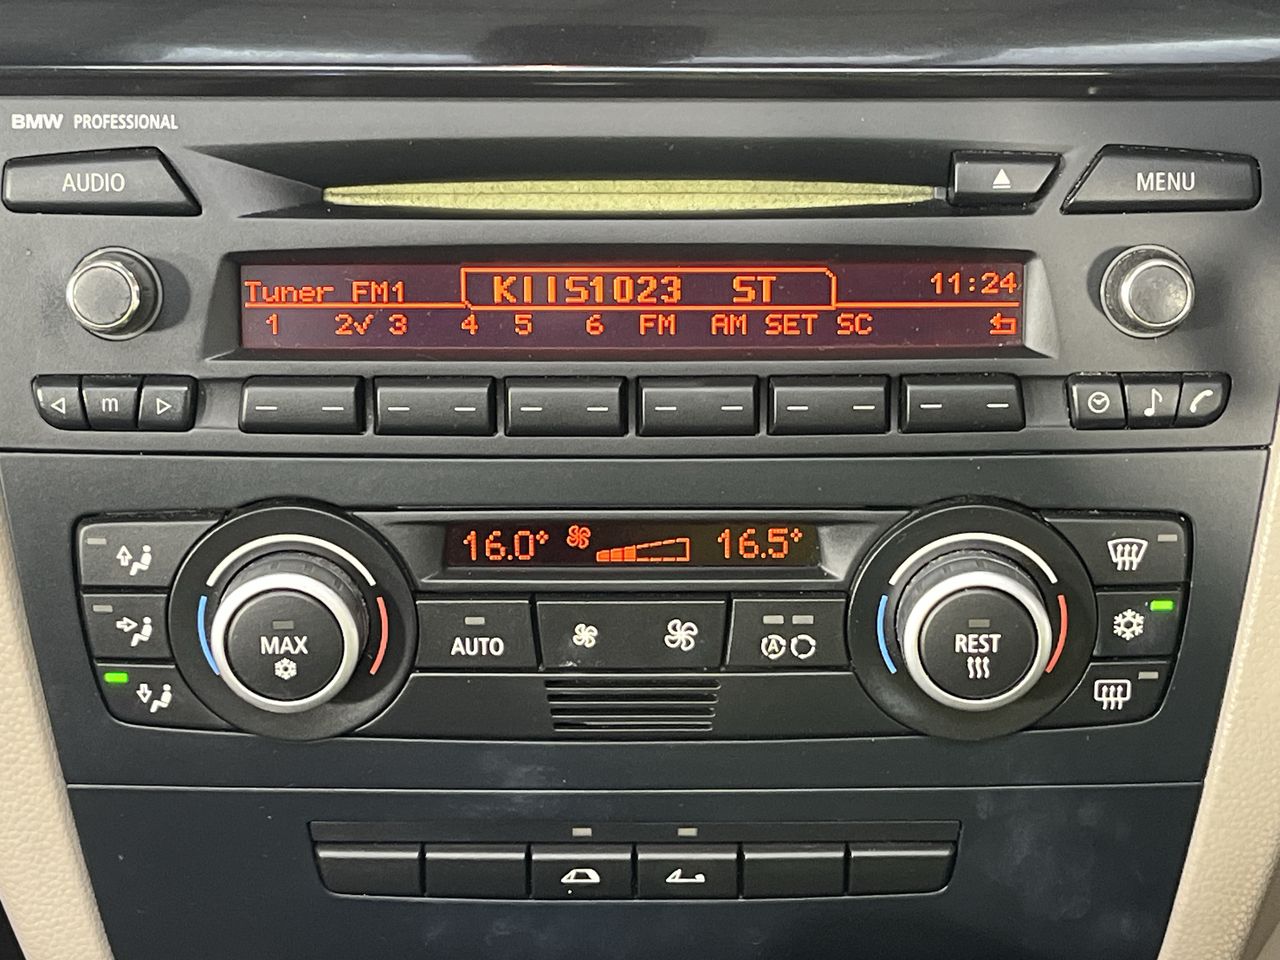 BMW PROFESSIONAL
AUDIO
MENU
Tuner FM1 KIIS1023 ST 11:24
1 2✓ 3 4 5 6 FM AM SET SC
m
16.0° 16.5°
MAX
AUTO
A
REST